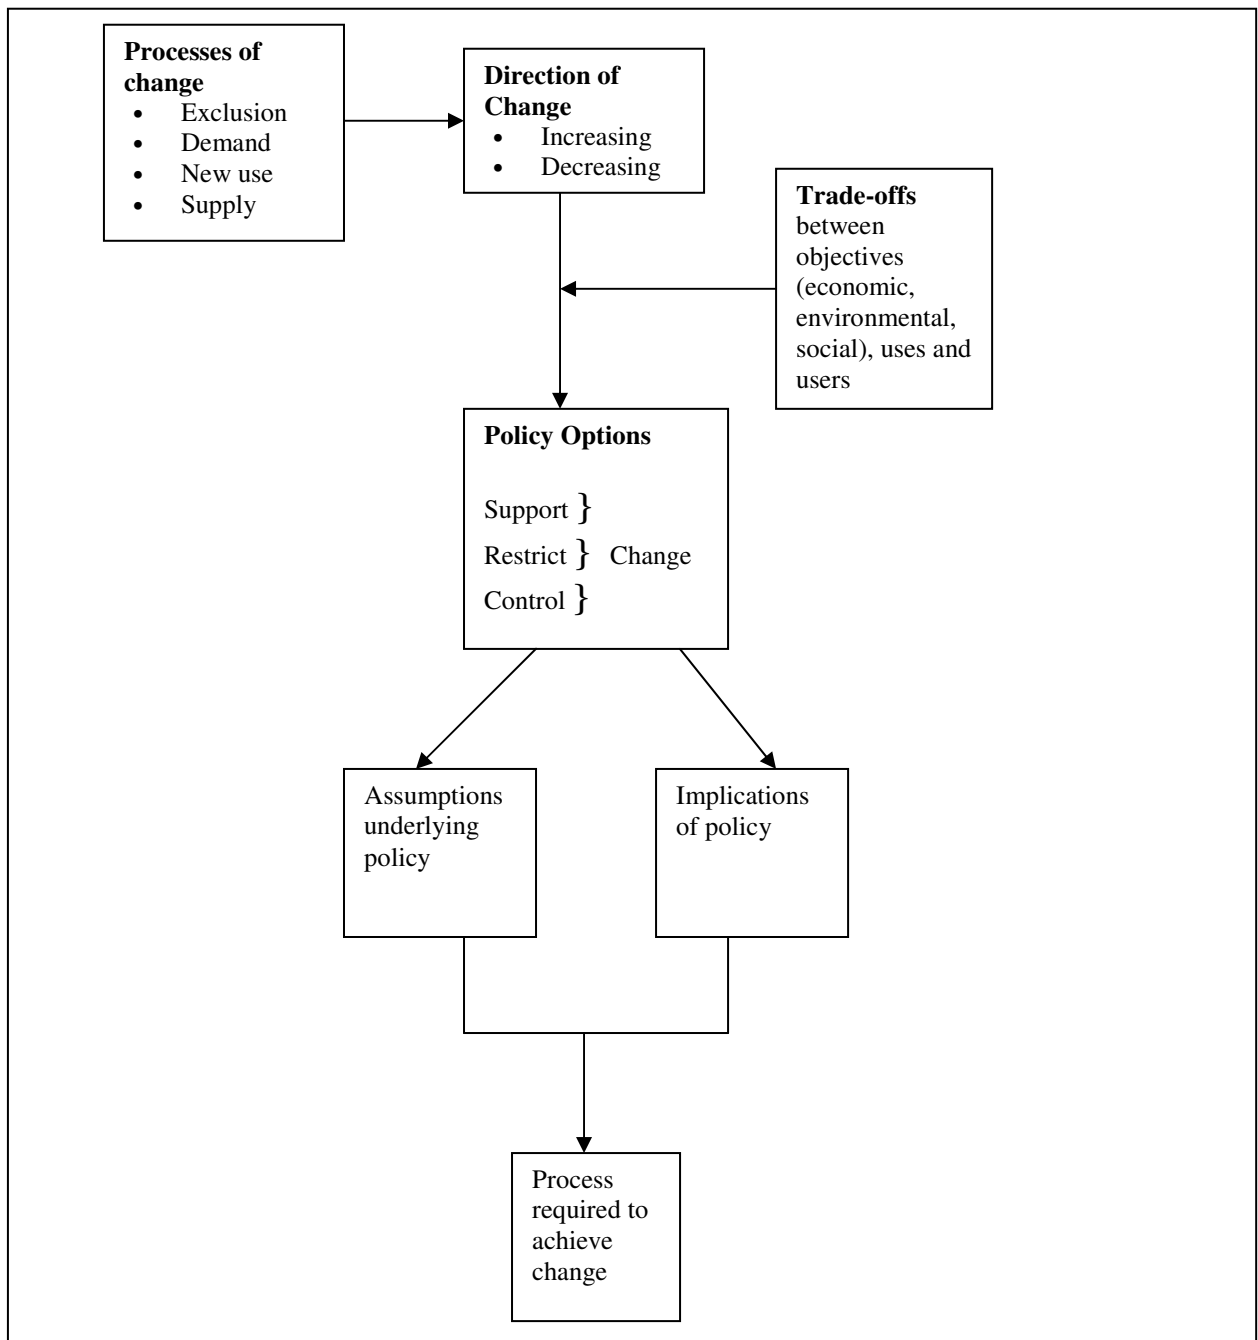 Processes of
change
• Exclusion
• Demand
• New use
• Supply
Direction of
Change
• Increasing
• Decreasing
Trade-offs
between
objectives
(economic,
environmental,
social), uses and
users
Policy Options
Support }
Restrict } Change
Control }
Assumptions
underlying
policy
Implications
of policy
Process
required to
achieve
change